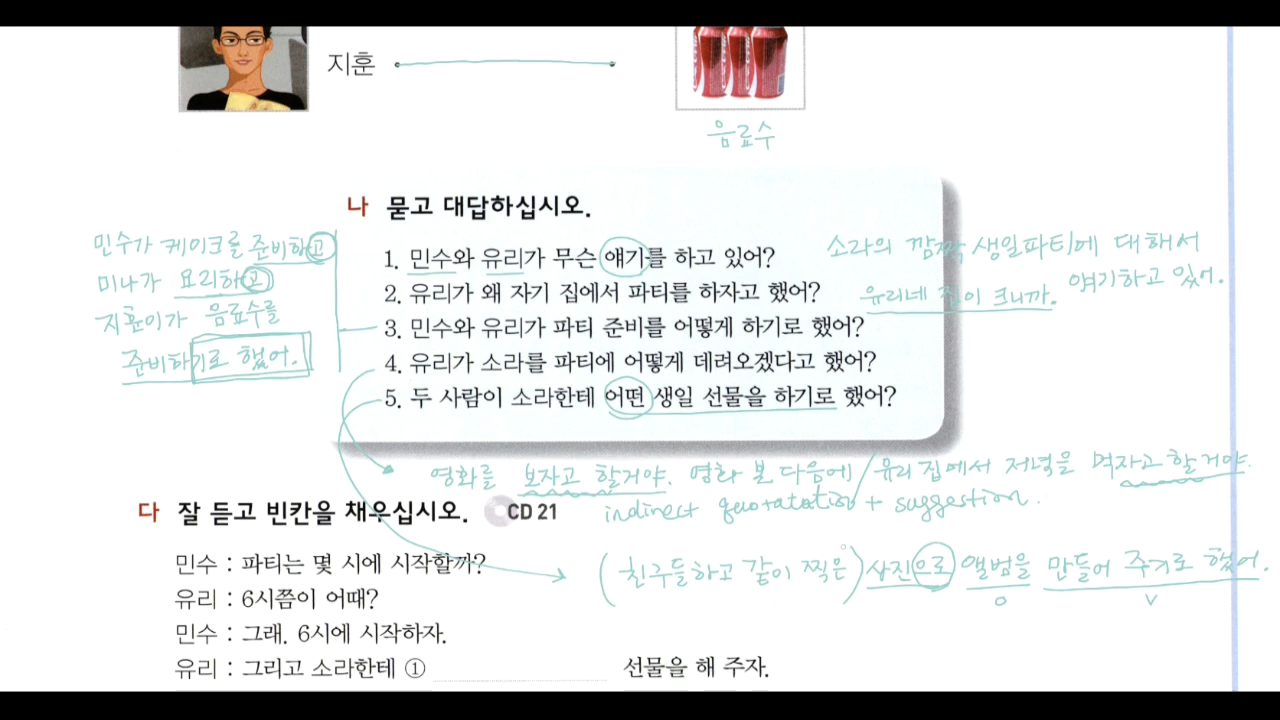 지훈
음료수
나 묻고 대답하십시오.
민수가 케이크를 준비하고
미나가 요리하고
지훈이가 음료수를
준비하기로 했어.
1. 민수와 유리가 무슨 얘기를 하고 있어?
소라의 깜짝 생일파티에 대해서
얘기하고 있어.
2. 유리가 왜 자기 집에서 파티를 하자고 했어?
유리네 집이 크니까.
3. 민수와 유리가 파티 준비를 어떻게 하기로 했어?
4. 유리가 소라를 파티에 어떻게 데려오겠다고 했어?
5. 두 사람이 소라한테 어떤 생일 선물을 하기로 했어?
영화를 보자고 할거야. 영화 본 다음에 / 유리 집에서 저녁을 먹자고 할거야.
indirect quoatation + suggestion.
다 잘 듣고 빈칸을 채우십시오. CD 21
(친구들하고 같이 찍은) 사진으로 앨범을 만들어 주기로 했어.
O V
민수 : 파티는 몇 시에 시작할까?
유리 : 6시쯤이 어때?
민수 : 그래. 6시에 시작하자.
유리 : 그리고 소라한테 ① 선물을 해 주자.